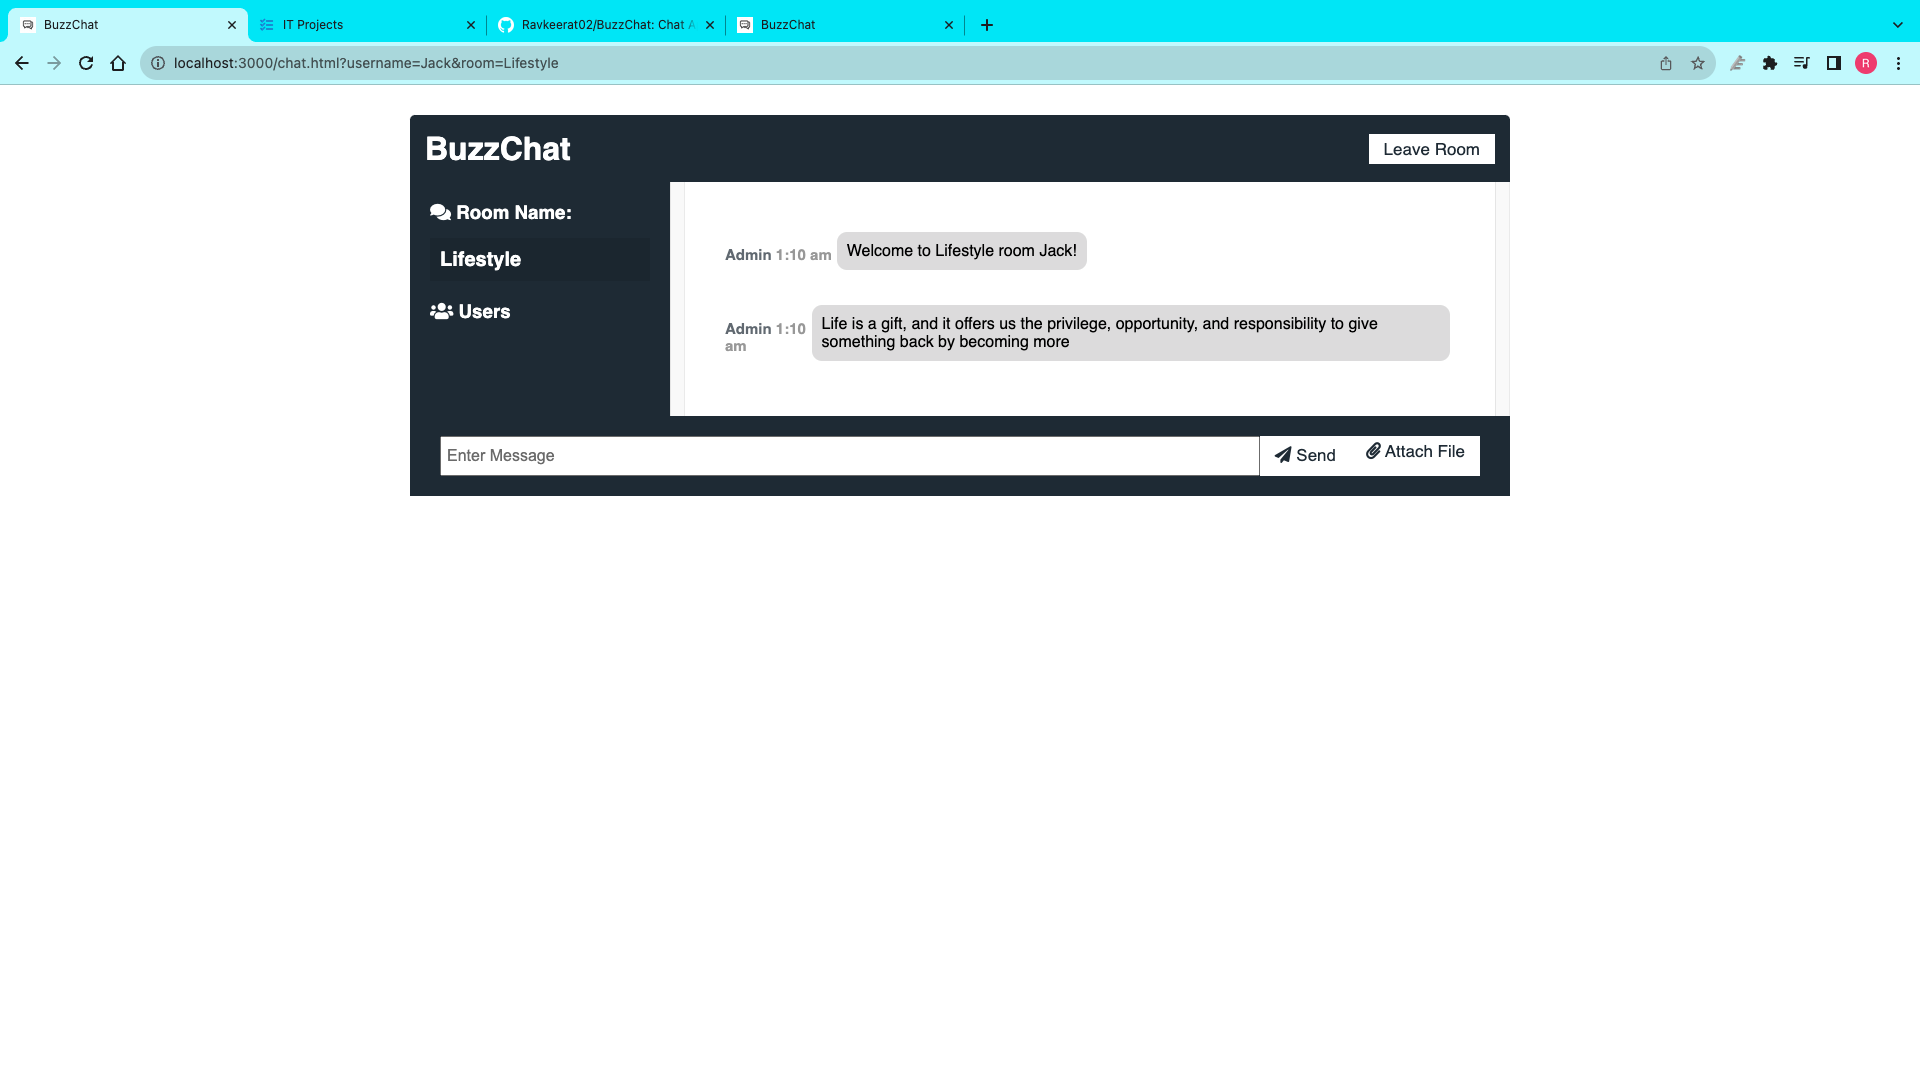 BuzzChat
IT Projects
Ravkeerat02/BuzzChat: Chat A
BuzzChat
localhost:3000/chat.html?username=Jack&room=Lifestyle
R
BuzzChat
Leave Room
Room Name:
Lifestyle
Users
Admin 1:10 am Welcome to Lifestyle room Jack!
Admin 1:10 am
Life is a gift, and it offers us the privilege, opportunity, and responsibility to give
something back by becoming more
Enter Message
Send
Attach File